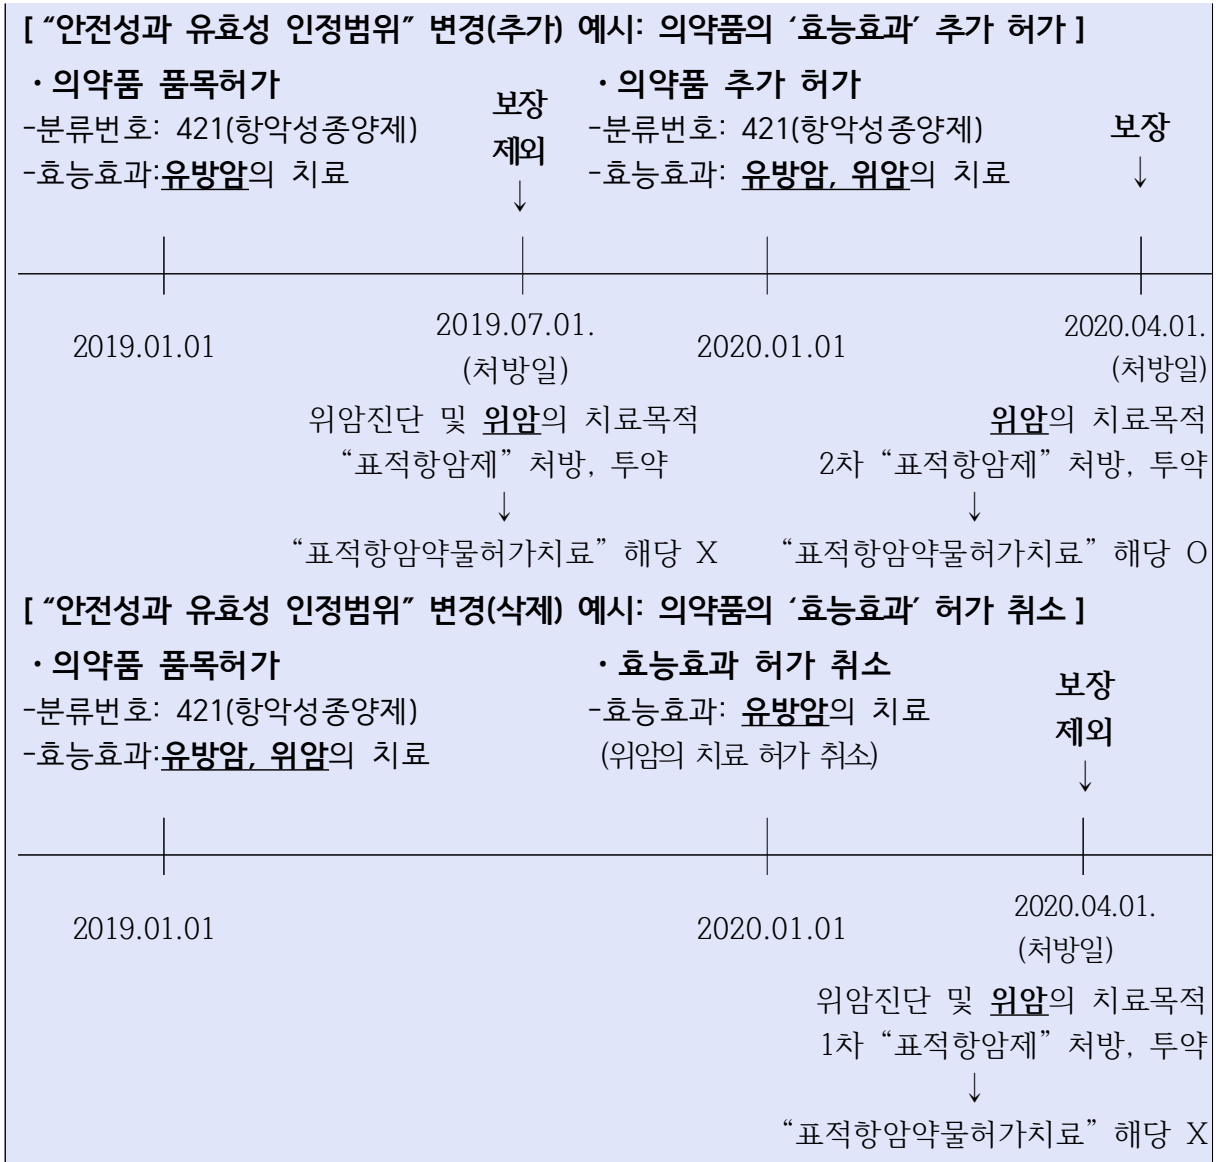 [ “안전성과 유효성 인정범위” 변경(추가) 예시: 의약품의 ‘효능효과’ 추가 허가 ]
· 의약품 품목허가
-분류번호: 421(항악성종양제)
-효능효과:유방암의 치료
보장
제외
↓
· 의약품 추가 허가
-분류번호: 421(항악성종양제)
-효능효과: 유방암, 위암의 치료
보장
↓
2019.01.01
2019.07.01.
(처방일)
2020.01.01
2020.04.01.
(처방일)
위암진단 및 위암의 치료목적
“표적항암제” 처방, 투약
↓
“표적항암약물허가치료” 해당 X
위암의 치료목적
2차 “표적항암제” 처방, 투약
↓
“표적항암약물허가치료” 해당 O
[ “안전성과 유효성 인정범위” 변경(삭제) 예시: 의약품의 ‘효능효과’ 허가 취소 ]
· 의약품 품목허가
-분류번호: 421(항악성종양제)
-효능효과:유방암, 위암의 치료
· 효능효과 허가 취소
-효능효과: 유방암의 치료
(위암의 치료 허가 취소)
보장
제외
↓
2019.01.01
2020.01.01
2020.04.01.
(처방일)
위암진단 및 위암의 치료목적
1차 “표적항암제” 처방, 투약
↓
“표적항암약물허가치료” 해당 X